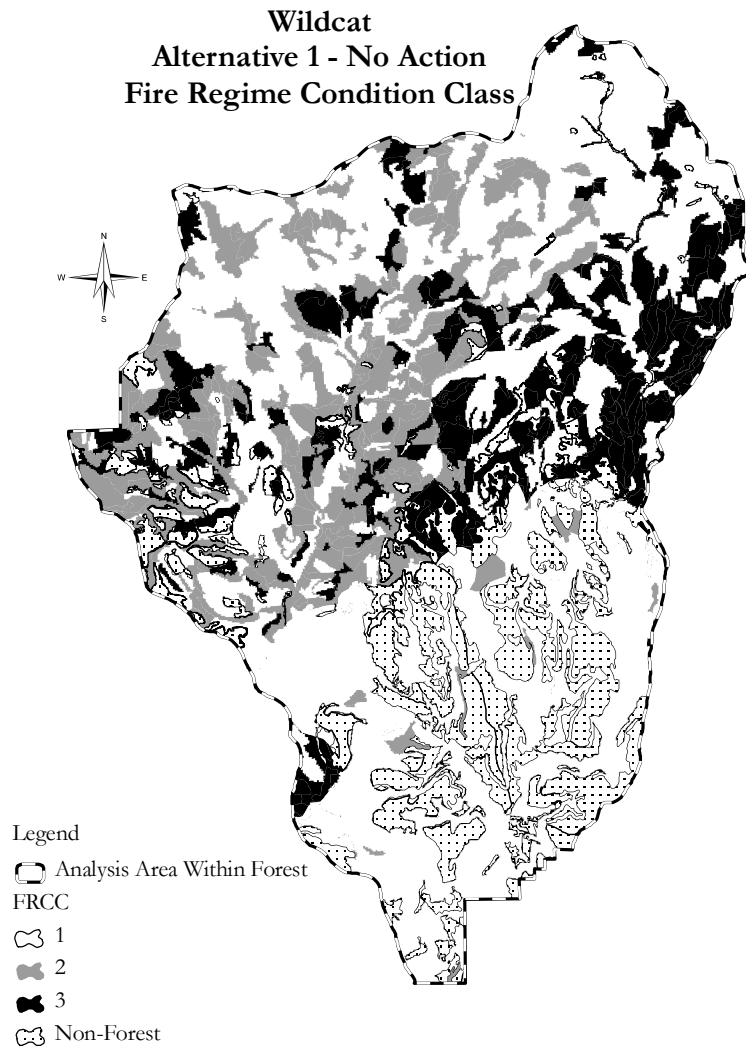 Wildcat
Alternative 1 - No Action
Fire Regime Condition Class
N
W
E
S
Legend
Analysis Area Within Forest
FRCC
1
2
3
Non-Forest